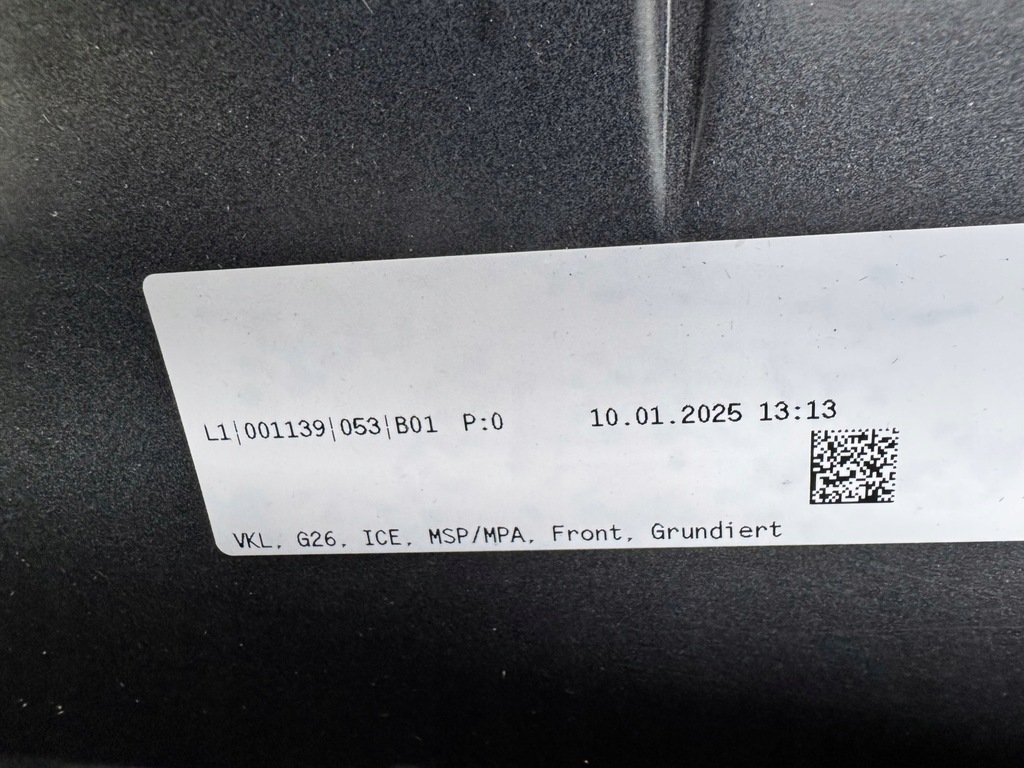 L1|001139|053|B01 P:0 10.01.2025 13:13
VKL, G26, ICE, MSP/MPA, Front, Grundiert